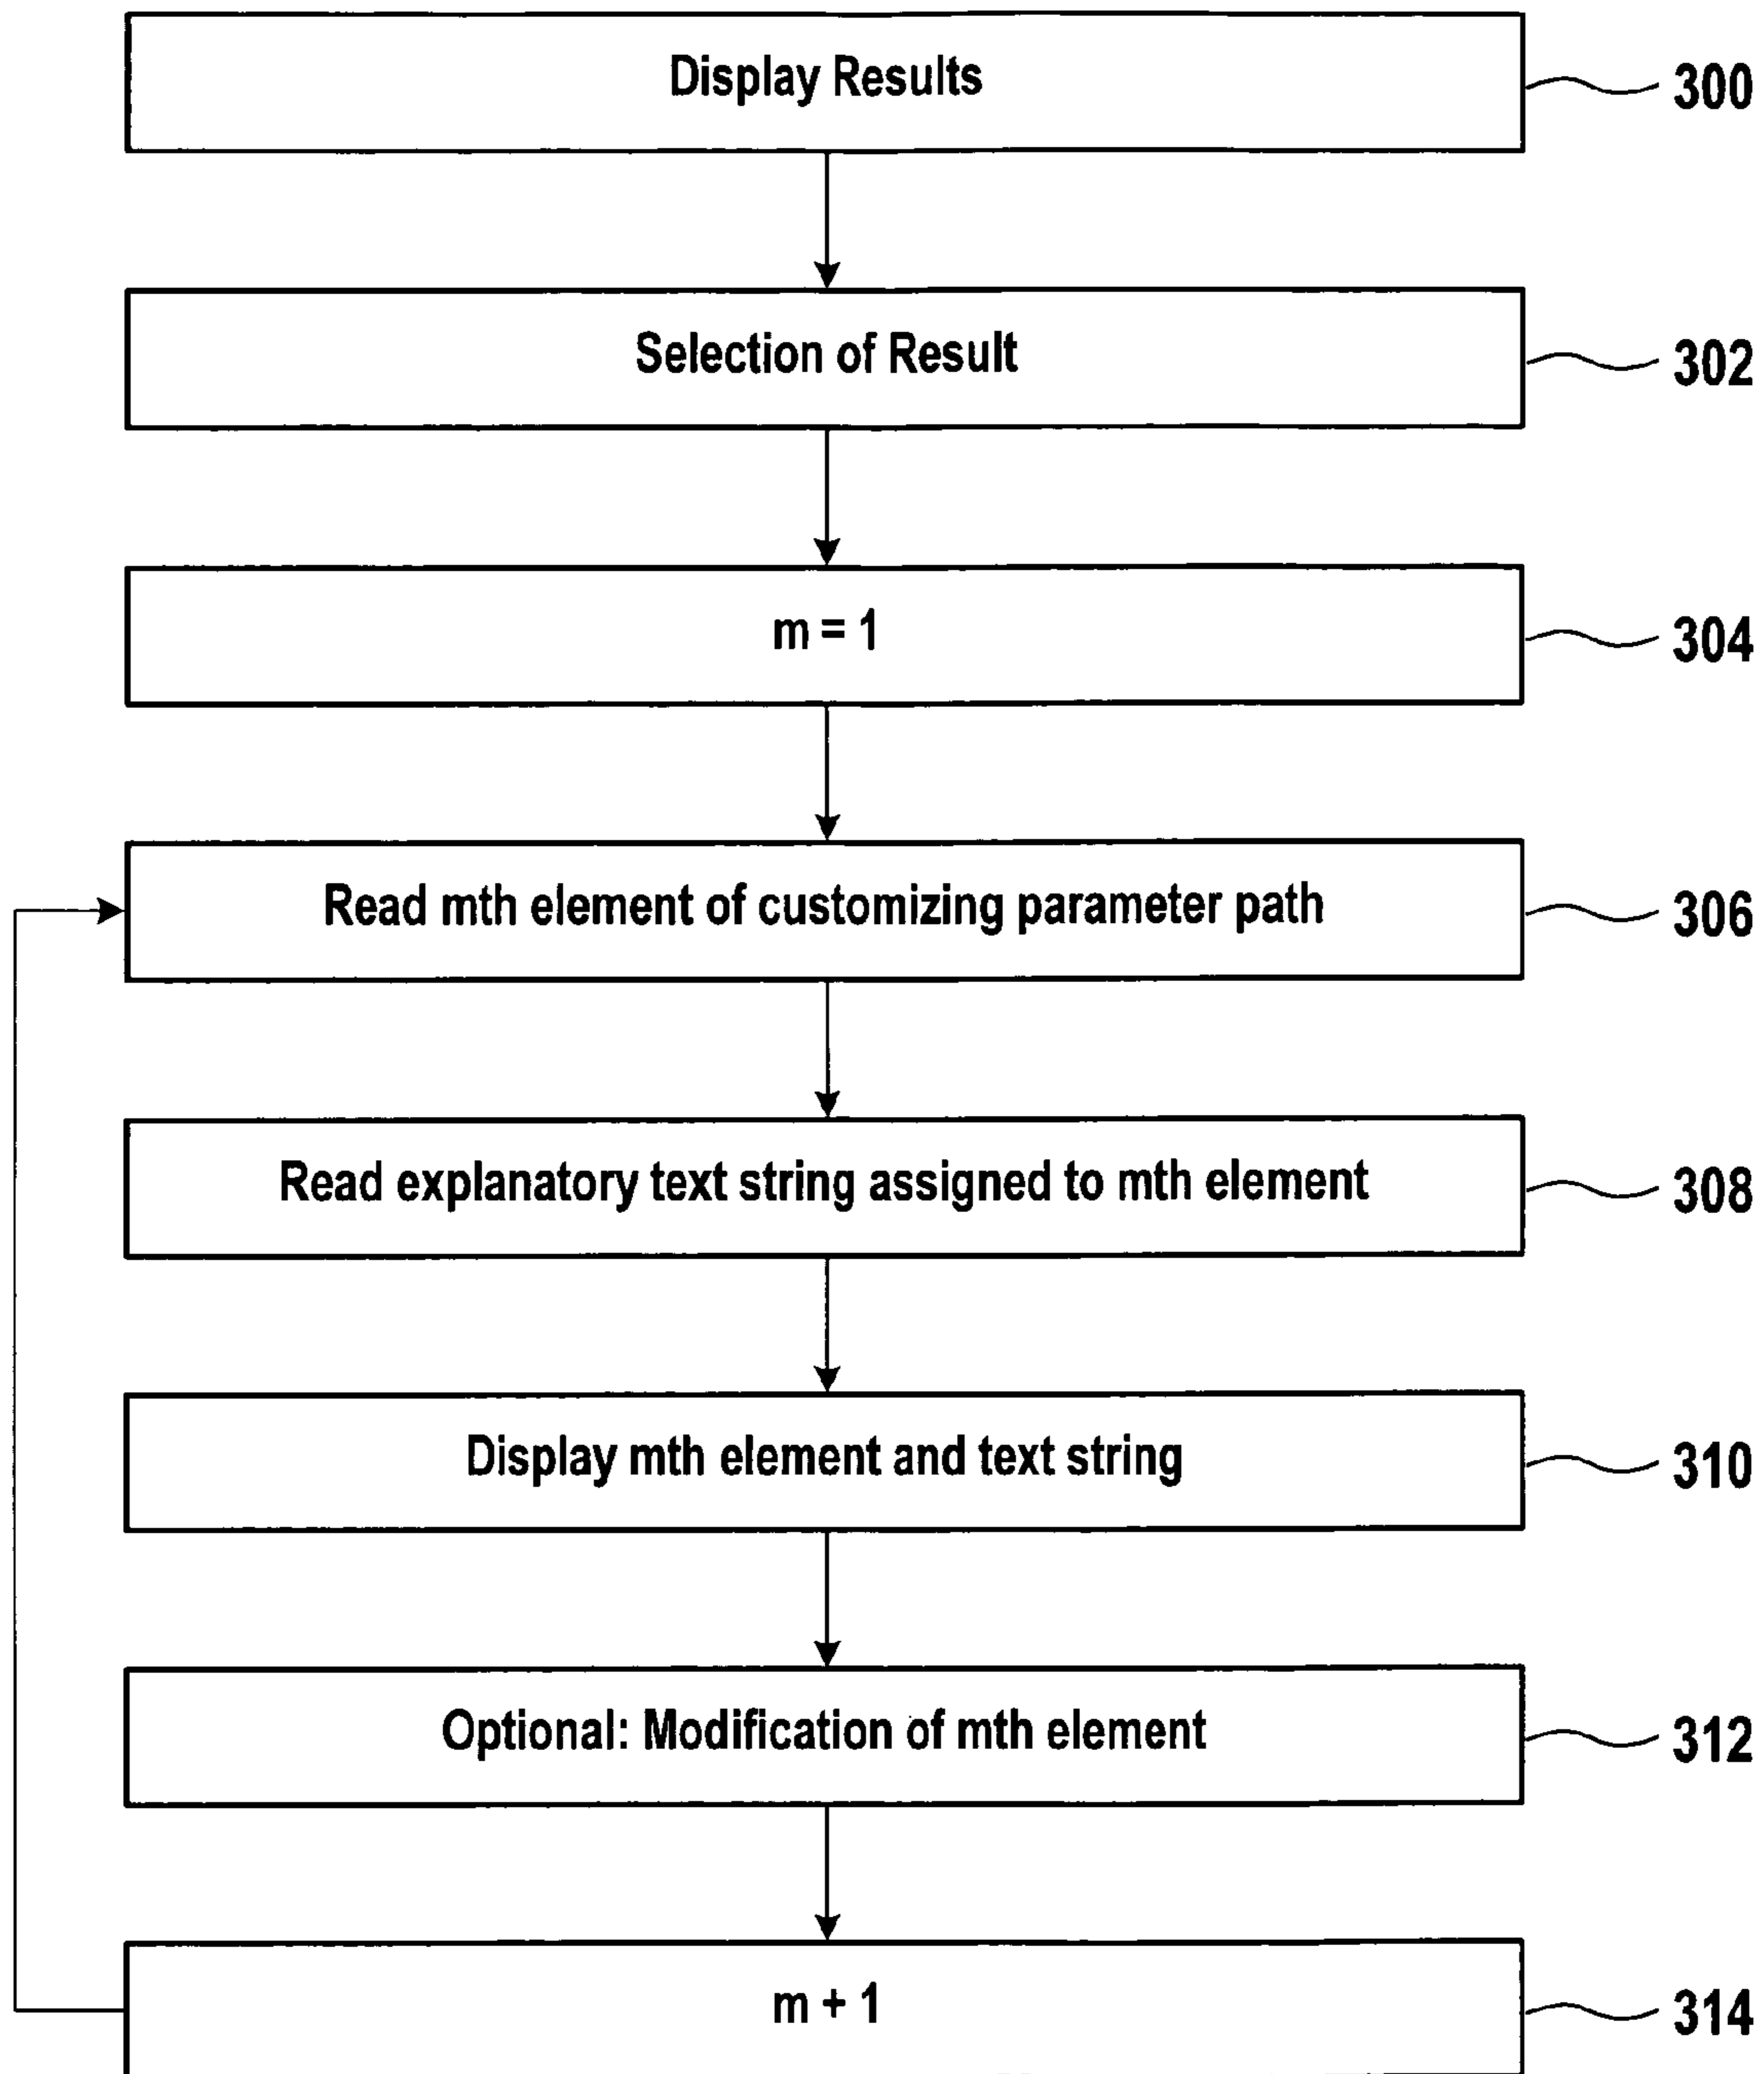 Display Results
300
Selection of Result
302
m = 1
304
Read mth element of customizing parameter path
306
Read explanatory text string assigned to mth element
308
Display mth element and text string
310
Optional: Modification of mth element
312
m + 1
314